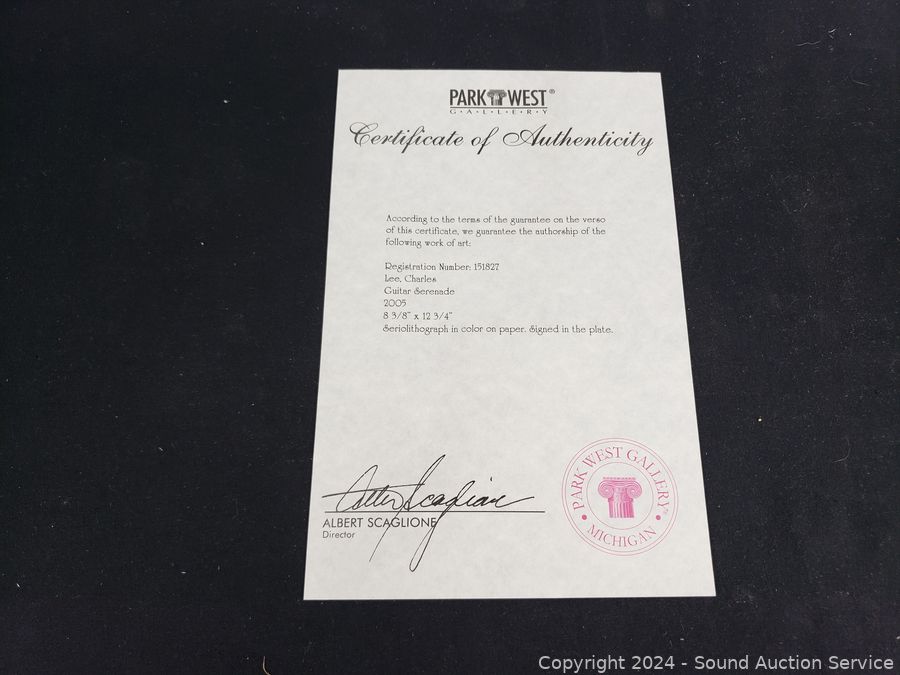 PARK WEST®
G·A·L·L·E·R·Y
Certificate of Authenticity
According to the terms of the guarantee on the verso
of this certificate, we guarantee the authorship of the
following work of art:
Registration Number: 151827
Lee, Charles
Guitar Serenade
2005
8 3/8" x 12 3/4"
Seriolithograph in color on paper. Signed in the plate.
Albert Scaglione
ALBERT SCAGLIONE
Director
PARK WEST GALLERY™
• MICHIGAN •
Copyright 2024 - Sound Auction Service